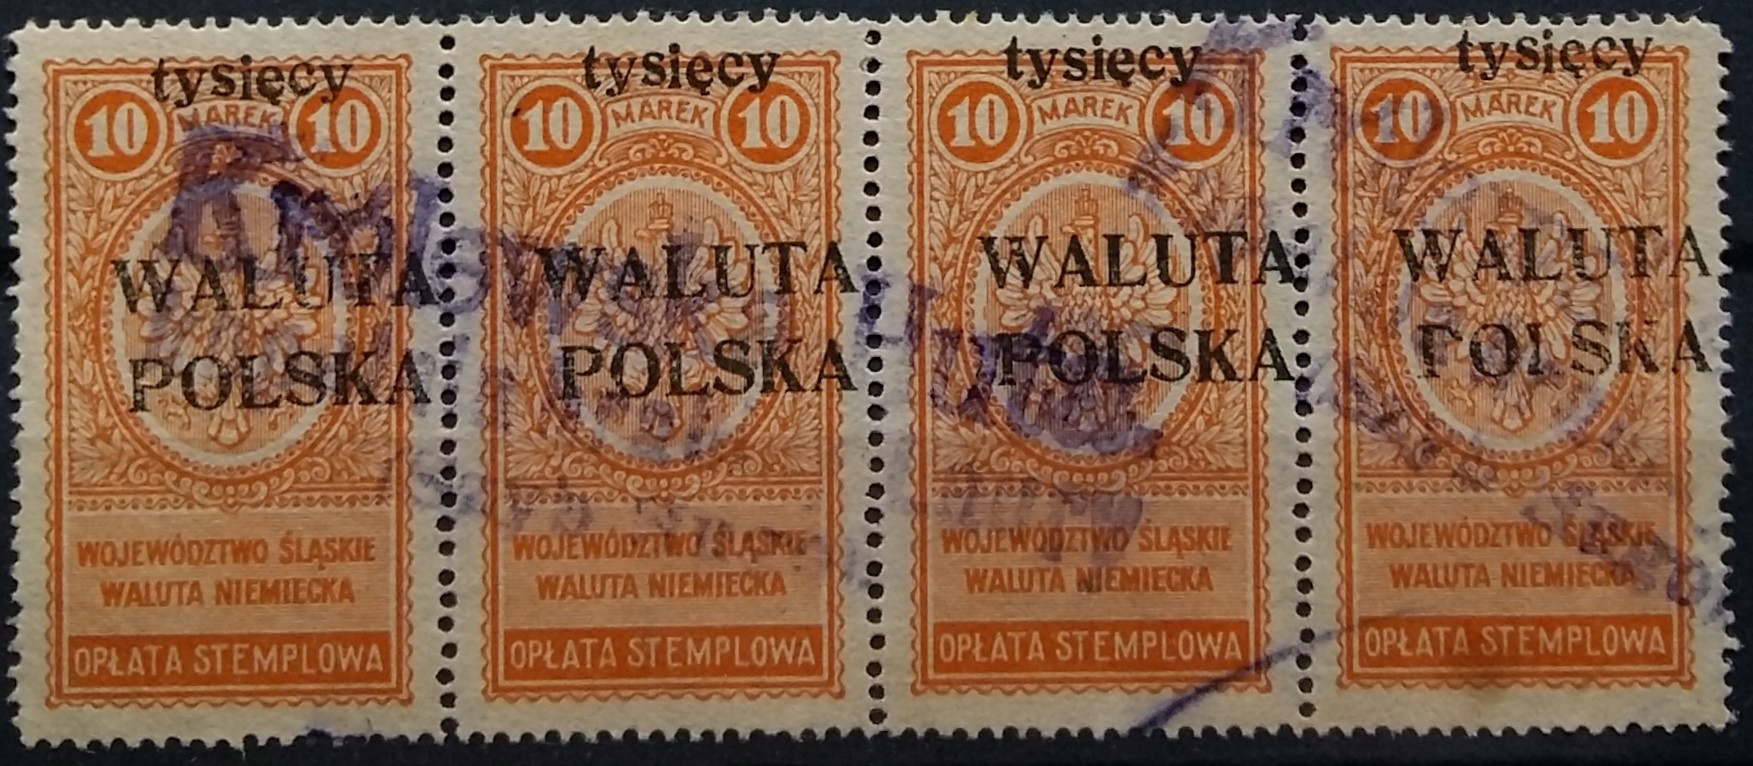 tysięcy
10 MAREK 10
WALUTA
POLSKA
WOJEWÓDZTWO ŚLĄSKIE
WALUTA NIEMIECKA
OPŁATA STEMPLOWA
tysięcy
10 MAREK 10
WALUTA
POLSKA
WOJEWÓDZTWO ŚLĄSKIE
WALUTA NIEMIECKA
OPŁATA STEMPLOWA
tysięcy
10 MAREK 10
WALUTA
POLSKA
WOJEWÓDZTWO ŚLĄSKIE
WALUTA NIEMIECKA
OPŁATA STEMPLOWA
tysięcy
10 MAREK 10
WALUTA
POLSKA
WOJEWÓDZTWO ŚLĄSKIE
WALUTA NIEMIECKA
OPŁATA STEMPLOWA